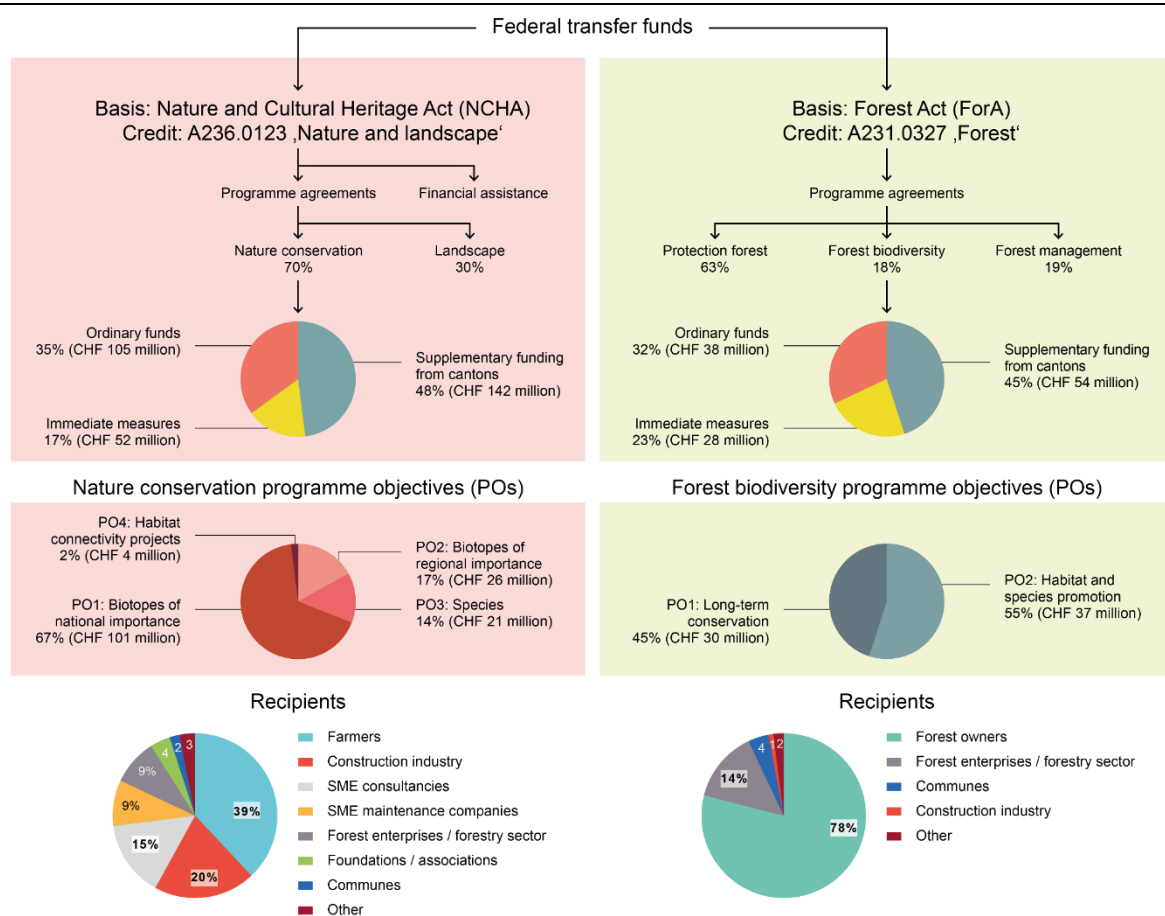 Federal transfer funds
Basis: Nature and Cultural Heritage Act (NCHA)
Credit: A236.0123 ‚Nature and landscape‘
Programme agreements
Financial assistance
Nature conservation
70%
Landscape
30%
Ordinary funds
35% (CHF 105 million)
Supplementary funding
from cantons
48% (CHF 142 million)
Immediate measures
17% (CHF 52 million)
Basis: Forest Act (ForA)
Credit: A231.0327 ‚Forest‘
Programme agreements
Protection forest
63%
Forest biodiversity
18%
Forest management
19%
Ordinary funds
32% (CHF 38 million)
Supplementary funding
from cantons
45% (CHF 54 million)
Immediate measures
23% (CHF 28 million)
Nature conservation programme objectives (POs)
PO4: Habitat
connectivity projects
2% (CHF 4 million)
PO2: Biotopes of
regional importance
17% (CHF 26 million)
PO1: Biotopes of
national importance
67% (CHF 101 million)
PO3: Species
14% (CHF 21 million)
Forest biodiversity programme objectives (POs)
PO1: Long-term
conservation
45% (CHF 30 million)
PO2: Habitat and
species promotion
55% (CHF 37 million)
Recipients
39%
20%
15%
9%
9%
4
2
3
Farmers
Construction industry
SME consultancies
SME maintenance companies
Forest enterprises / forestry sector
Foundations / associations
Communes
Other
Recipients
78%
14%
4
1
2
Forest owners
Forest enterprises / forestry sector
Communes
Construction industry
Other